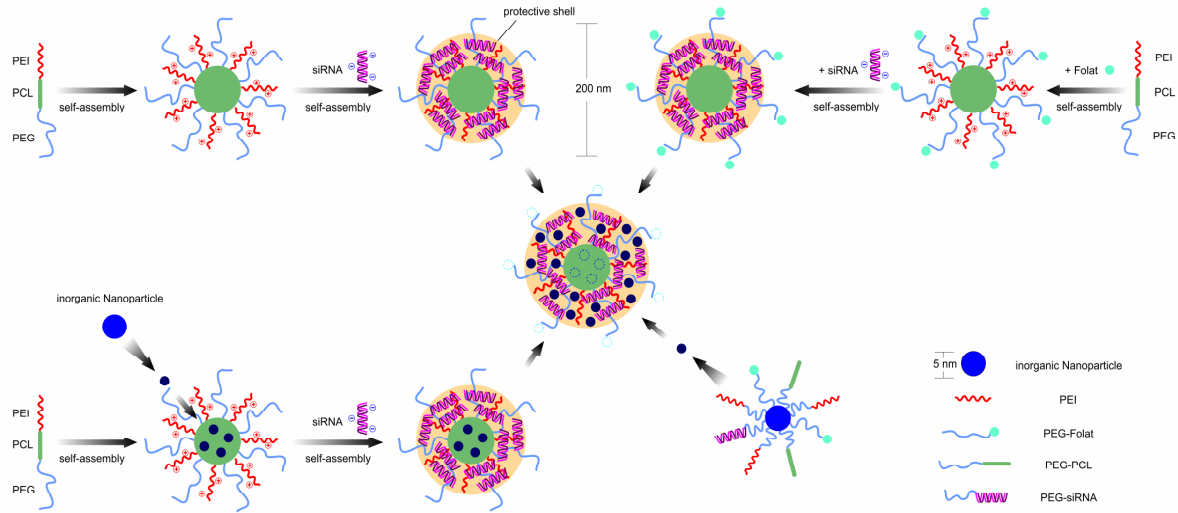 protective shell
PEI
siRNA
+ siRNA
+ Folat
PEI
PCL
200 nm
PCL
self-assembly
self-assembly
self-assembly
self-assembly
PEG
PEG
inorganic Nanoparticle
5 nm
inorganic Nanoparticle
PEI
siRNA
PEI
PCL
PEG-Folat
self-assembly
self-assembly
PEG-PCL
PEG
PEG-siRNA